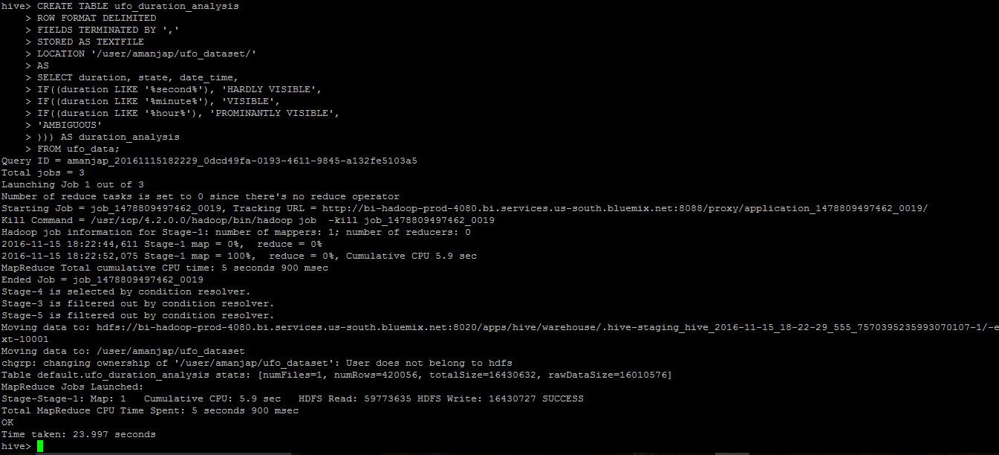 hive> CREATE TABLE ufo_duration_analysis
    > ROW FORMAT DELIMITED
    > FIELDS TERMINATED BY ','
    > STORED AS TEXTFILE
    > LOCATION '/user/amanjap/ufo_dataset/'
    > AS
    > SELECT duration, state, date_time,
    > IF((duration LIKE '%second%'), 'HARDLY VISIBLE',
    > IF((duration LIKE '%minute%'), 'VISIBLE',
    > IF((duration LIKE '%hour%'), 'PROMINANTLY VISIBLE',
    > 'AMBIGUOUS'
    > ))) AS duration_analysis
    > FROM ufo_data;
Query ID = amanjap_20161115182229_0dcd49fa-0193-4611-9845-a132fe5103a5
Total jobs = 3
Launching Job 1 out of 3
Number of reduce tasks is set to 0 since there's no reduce operator
Starting Job = job_1478809497462_0019, Tracking URL = http://bi-hadoop-prod-4080.bi.services.us-south.bluemix.net:8088/proxy/application_1478809497462_0019/
Kill Command = /usr/iop/4.2.0.0/hadoop/bin/hadoop job  -kill job_1478809497462_0019
Hadoop job information for Stage-1: number of mappers: 1; number of reducers: 0
2016-11-15 18:22:44,611 Stage-1 map = 0%,  reduce = 0%
2016-11-15 18:22:52,075 Stage-1 map = 100%,  reduce = 0%, Cumulative CPU 5.9 sec
MapReduce Total cumulative CPU time: 5 seconds 900 msec
Ended Job = job_1478809497462_0019
Stage-4 is selected by condition resolver.
Stage-3 is filtered out by condition resolver.
Stage-5 is filtered out by condition resolver.
Moving data to: hdfs://bi-hadoop-prod-4080.bi.services.us-south.bluemix.net:8020/apps/hive/warehouse/.hive-staging_hive_2016-11-15_18-22-29_555_7570395235993070107-1/-e
xt-10001
Moving data to: /user/amanjap/ufo_dataset
chgrp: changing ownership of '/user/amanjap/ufo_dataset': User does not belong to hdfs
Table default.ufo_duration_analysis stats: [numFiles=1, numRows=420056, totalSize=16430632, rawDataSize=16010576]
MapReduce Jobs Launched:
Stage-Stage-1: Map: 1   Cumulative CPU: 5.9 sec   HDFS Read: 59773635 HDFS Write: 16430727 SUCCESS
Total MapReduce CPU Time Spent: 5 seconds 900 msec
OK
Time taken: 23.997 seconds
hive>